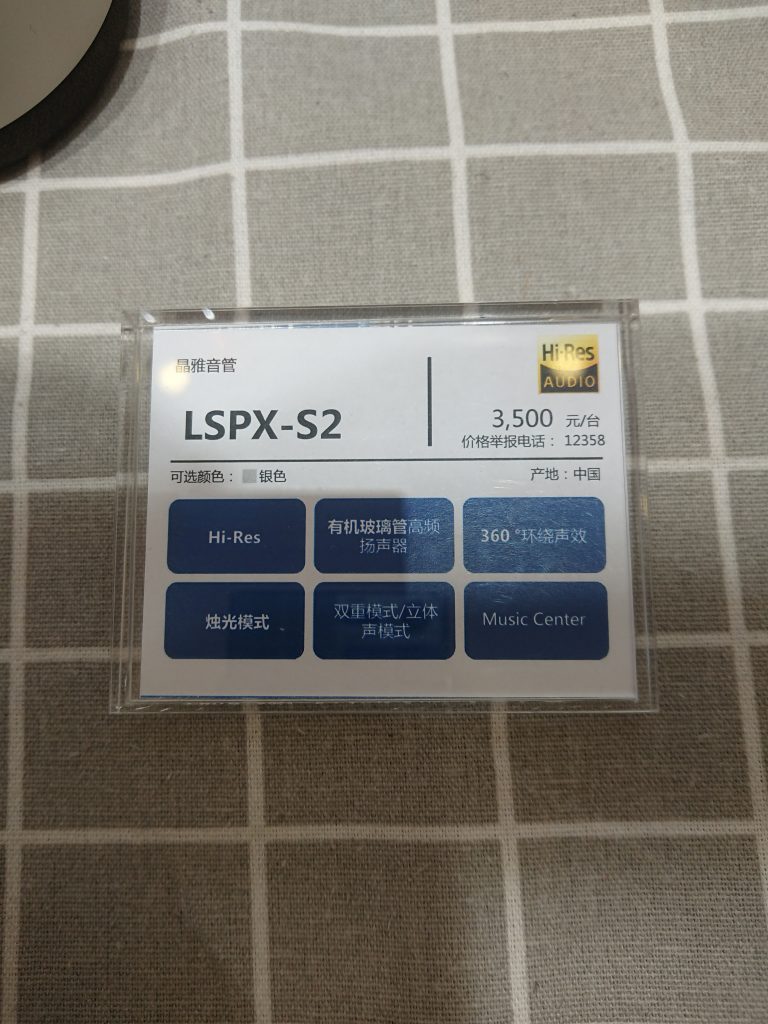 晶雅音管
Hi-Res
AUDIO
LSPX-S2
3,500 元/台
价格举报电话： 12358
可选颜色： 银色
产地：中国
Hi-Res
有机玻璃管高频
扬声器
360 °环绕声效
烛光模式
双重模式/立体
声模式
Music Center